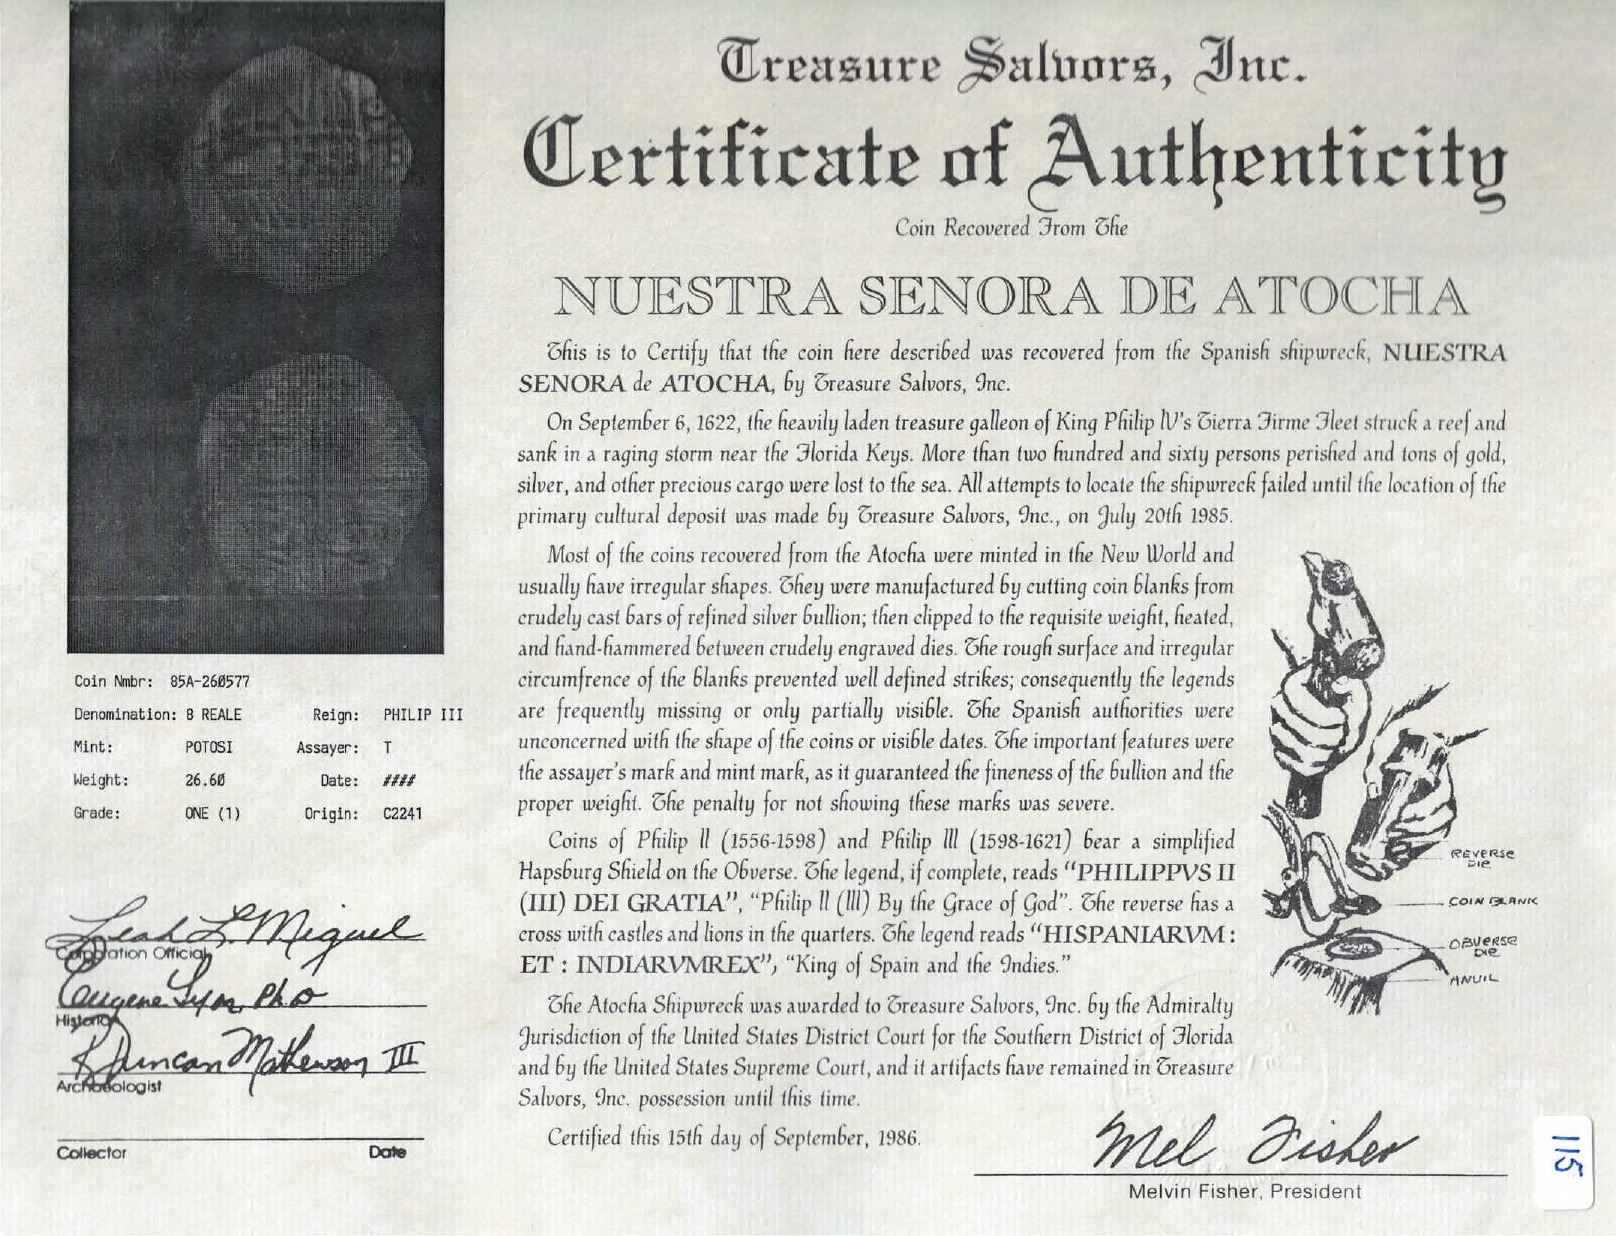 Treasure Salvors, Inc.
Certificate of Authenticity
Coin Recovered From The
NUESTRA SENORA DE ATOCHA
This is to Certify that the coin here described was recovered from the Spanish shipwreck, NUESTRA
SENORA de ATOCHA, by Treasure Salvors, Inc.
On September 6, 1622, the heavily laden treasure galleon of King Philip IV's Tierra Firme Fleet struck a reef and
sank in a raging storm near the Florida Keys. More than two hundred and sixty persons perished and tons of gold,
silver, and other precious cargo were lost to the sea. All attempts to locate the shipwreck failed until the location of the
primary cultural deposit was made by Treasure Salvors, Inc., on July 20th 1985.
Most of the coins recovered from the Atocha were minted in the New World and
usually have irregular shapes. They were manufactured by cutting coin blanks from
crudely cast bars of refined silver bullion; then clipped to the requisite weight, heated,
and hand-hammered between crudely engraved dies. The rough surface and irregular
circumfrence of the blanks prevented well defined strikes; consequently the legends
are frequently missing or only partially visible. The Spanish authorities were
unconcerned with the shape of the coins or visible dates. The important features were
the assayer's mark and mint mark, as it guaranteed the fineness of the bullion and the
proper weight. The penalty for not showing these marks was severe.
Coins of Philip II (1556-1598) and Philip III (1598-1621) bear a simplified
Hapsburg Shield on the Obverse. The legend, if complete, reads "PHILIPPVS II
(III) DEI GRATIA", "Philip II (III) By the Grace of God". The reverse has a
cross with castles and lions in the quarters. The legend reads "HISPANIARVM :
ET : INDIARVMREX", "King of Spain and the Indies."
The Atocha Shipwreck was awarded to Treasure Salvors, Inc. by the Admiralty
Jurisdiction of the United States District Court for the Southern District of Florida
and by the United States Supreme Court, and it artifacts have remained in Treasure
Salvors, Inc. possession until this time.
Certified this 15th day of September, 1986.
REVERSE
DIE
COIN BLANK
OBVERSE
DIE
ANVIL
Mel Fisher
Melvin Fisher, President
115
Coin Nmbr: 85A-260577
Denomination: 8 REALE Reign: PHILIP III
Mint: POTOSI Assayer: T
Weight: 26.60 Date: ####
Grade: ONE (1) Origin: C2241
Leah L. Miguel
Corporation Official
Eugene Lyon, PhD
Historian
R Duncan Mathewson III
Archaeologist
Collector Date